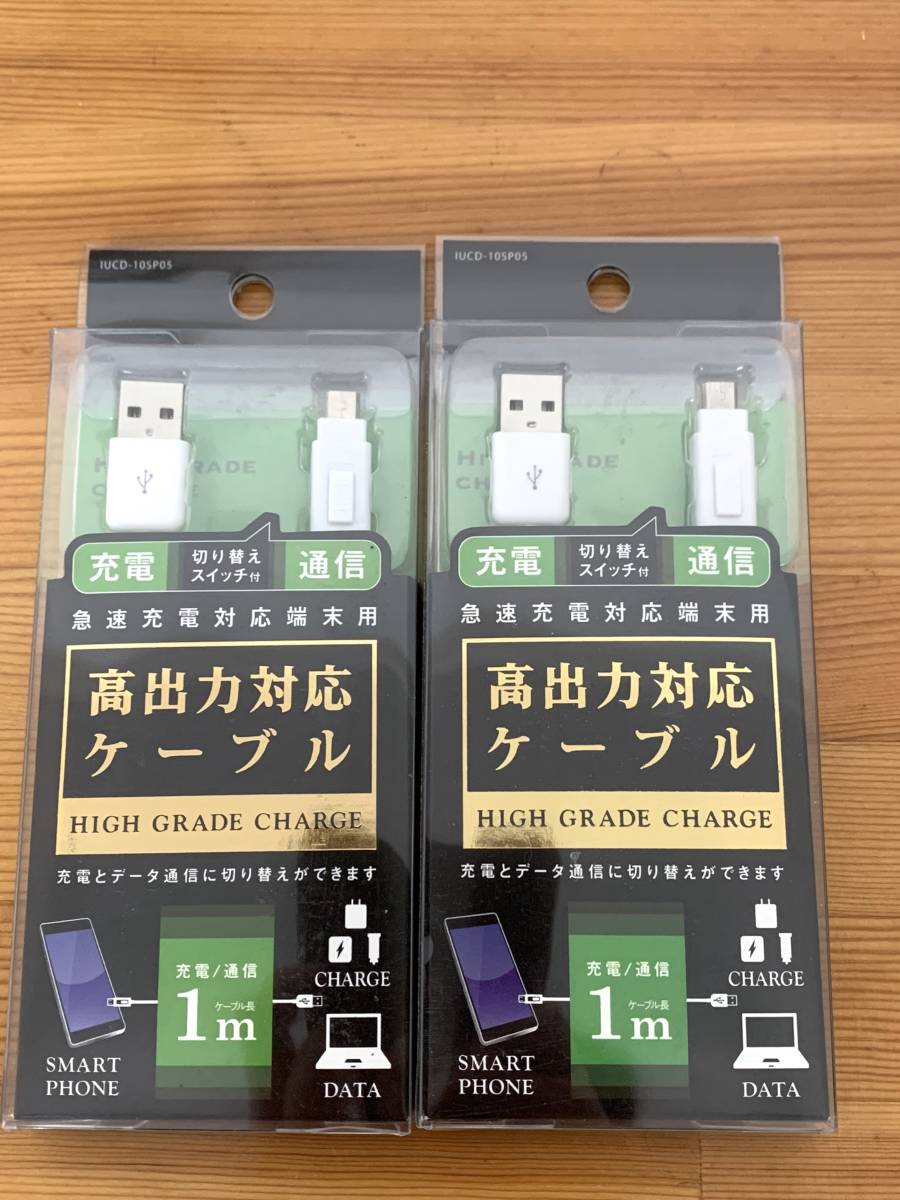 IUCD-10SP05
HIGH GRADE
充電
切り替え
スイッチ付
通信
急速充電対応端末用
高出力対応
ケーブル
HIGH GRADE CHARGE
充電とデータ通信に切り替えができます
充電/通信
ケーブル長
1m
CHARGE
SMART
PHONE
DATA
IUCD-10SP05
HIGH GRADE
充電
切り替え
スイッチ付
通信
急速充電対応端末用
高出力対応
ケーブル
HIGH GRADE CHARGE
充電とデータ通信に切り替えができます
充電/通信
ケーブル長
1m
CHARGE
SMART
PHONE
DATA